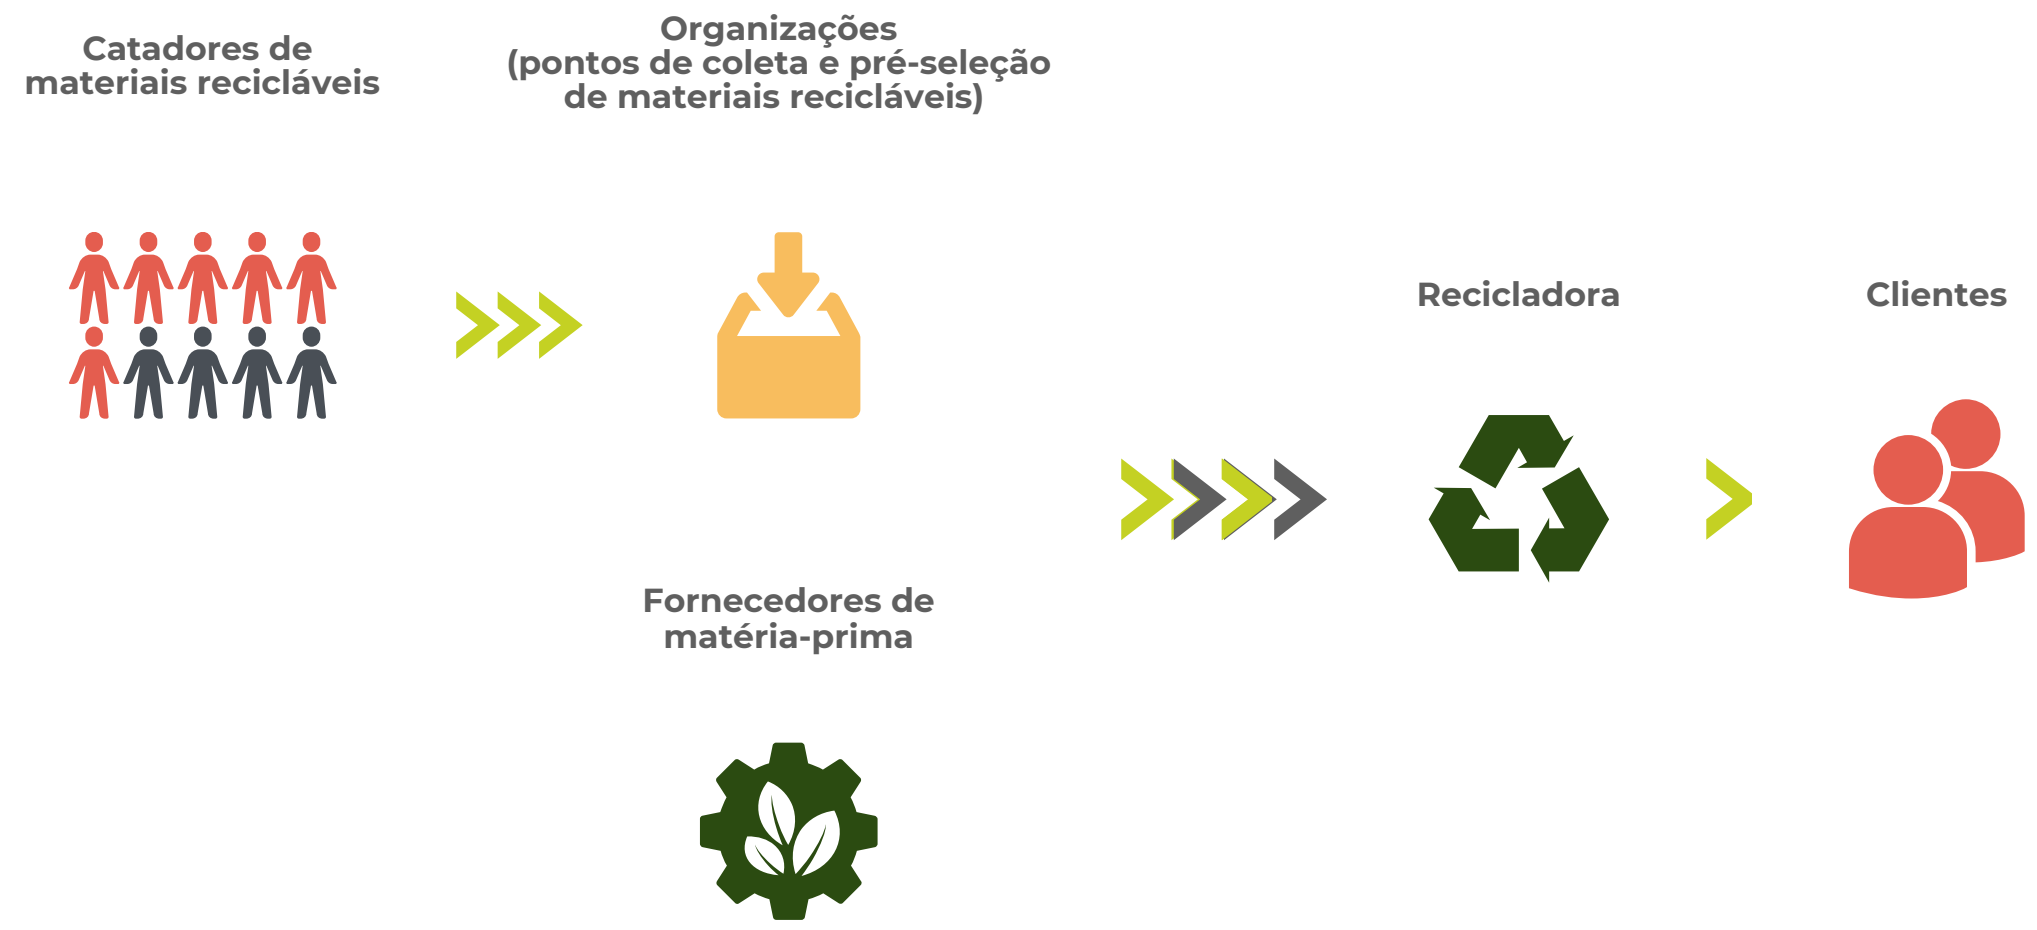 Catadores de
materiais recicláveis
Organizações
(pontos de coleta e pré-seleção
de materiais recicláveis)
Recicladora
Clientes
Fornecedores de
matéria-prima